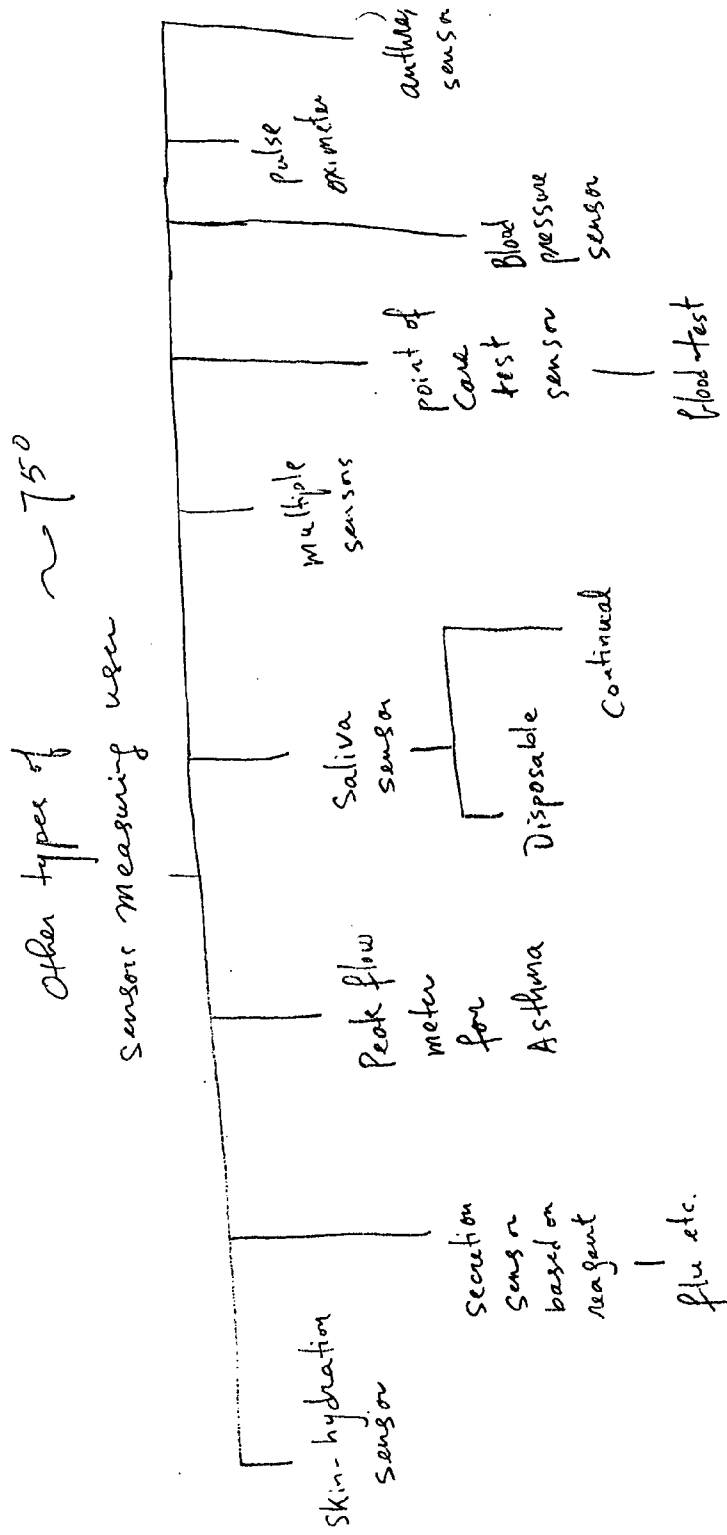 Other types of
sensors measuring user
~ 750
Skin-hydration
sensor
secretion
sensor
based on
reagent
flu etc.
Peak flow
meter
for
Asthma
Saliva
sensor
Disposable
Continual
multiple
sensors
point of
Care
test
sensor
blood-test
Blood
pressure
sensor
pulse
oximeter
sensor